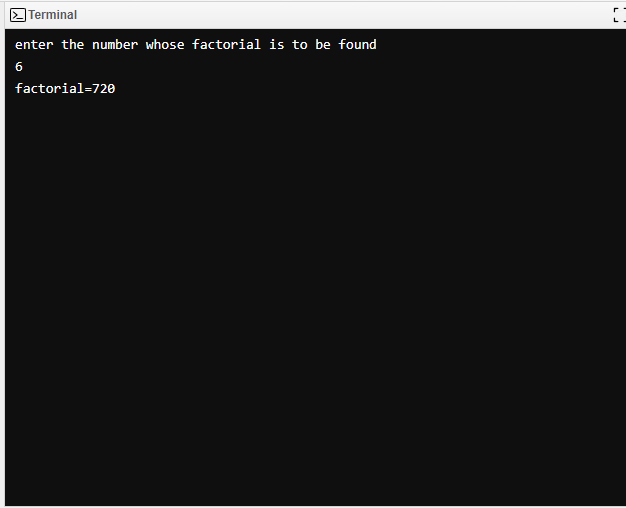 Terminal
enter the number whose factorial is to be found
6
factorial=720